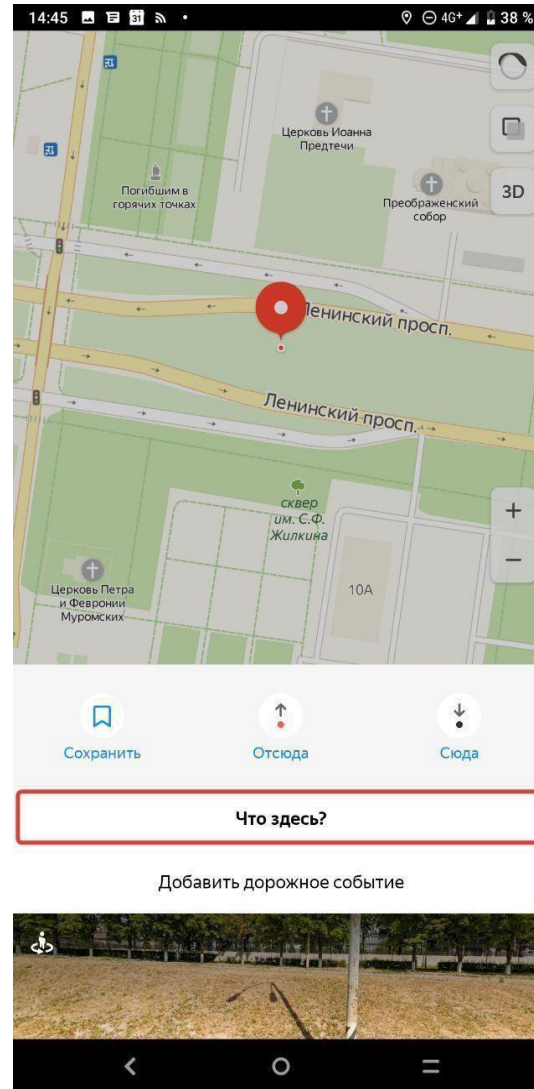 14:45
31
4G+
38 %
Церковь Иоанна
Предтечи
Погибшим в
горячих точках
Преображенский
собор
3D
Ленинский просп.
Ленинский просп.
сквер
им. С.Ф.
Жилкина
+
−
10А
Церковь Петра
и Февронии
Муромских
Сохранить
Отсюда
Сюда
Что здесь?
Добавить дорожное событие